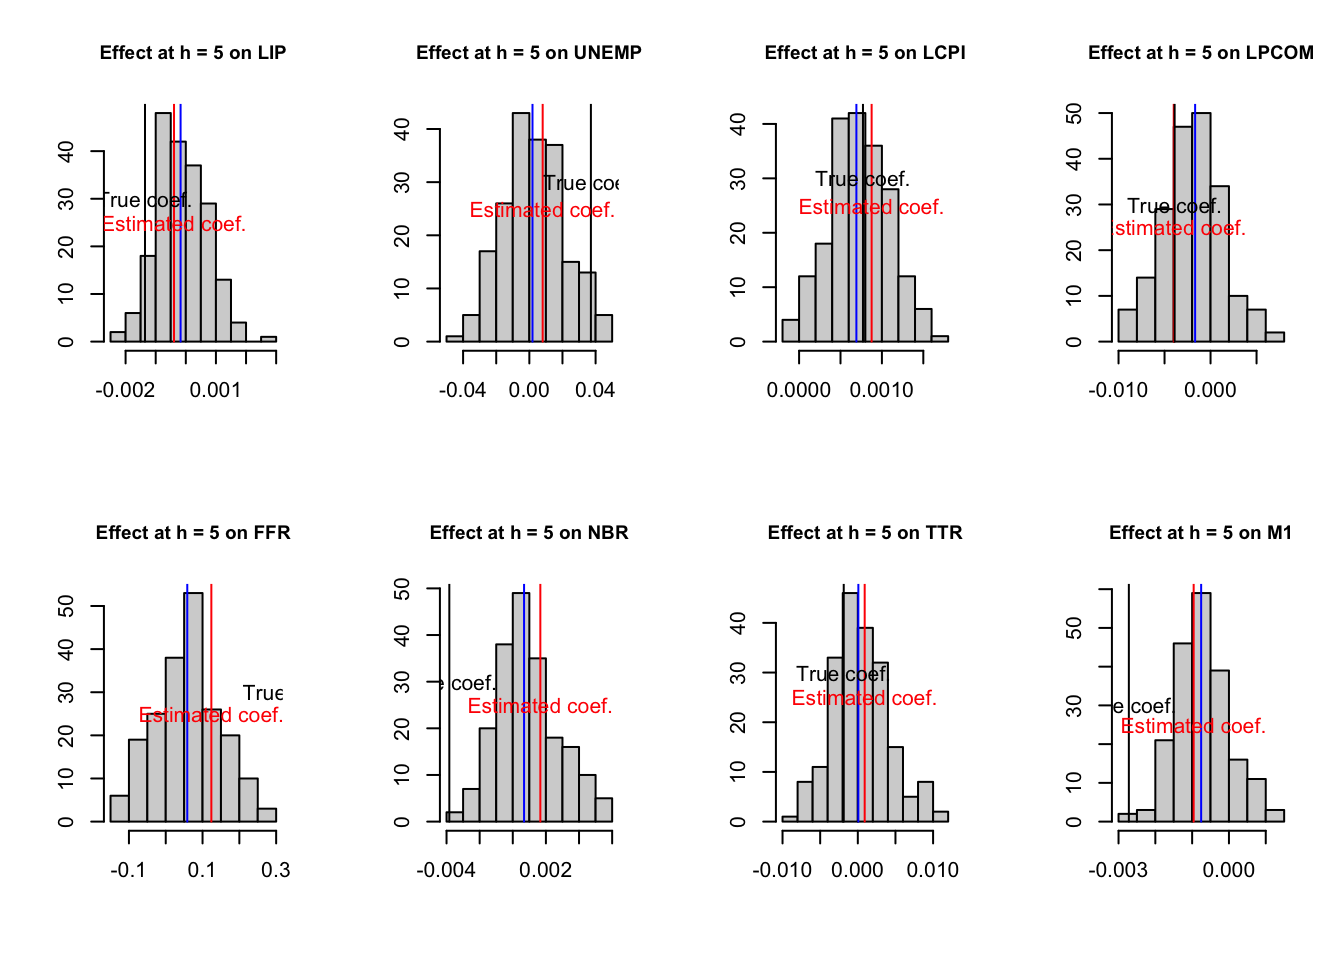 Effect at h = 5 on LIP
Effect at h = 5 on UNEMP
Effect at h = 5 on LCPI
Effect at h = 5 on LPCOM
0 10 20 30 40
True coef.
Estimated coef.
-0.002 0.001
0 10 20 30 40
True coe
Estimated coef.
-0.04 0.00 0.04
0 10 20 30 40
True coef.
Estimated coef.
0.0000 0.0010
0 10 20 30 40 50
True coef.
stimated coef.
-0.010 0.000
Effect at h = 5 on FFR
Effect at h = 5 on NBR
Effect at h = 5 on TTR
Effect at h = 5 on M1
0 10 20 30 40 50
True
Estimated coef.
-0.1 0.1 0.3
0 10 20 30 40 50
e coef.
Estimated coef.
-0.004 0.002
0 10 20 30 40
True coef
Estimated coef.
-0.010 0.000 0.010
0 10 30 50
e coef.
Estimated coef.
-0.003 0.000